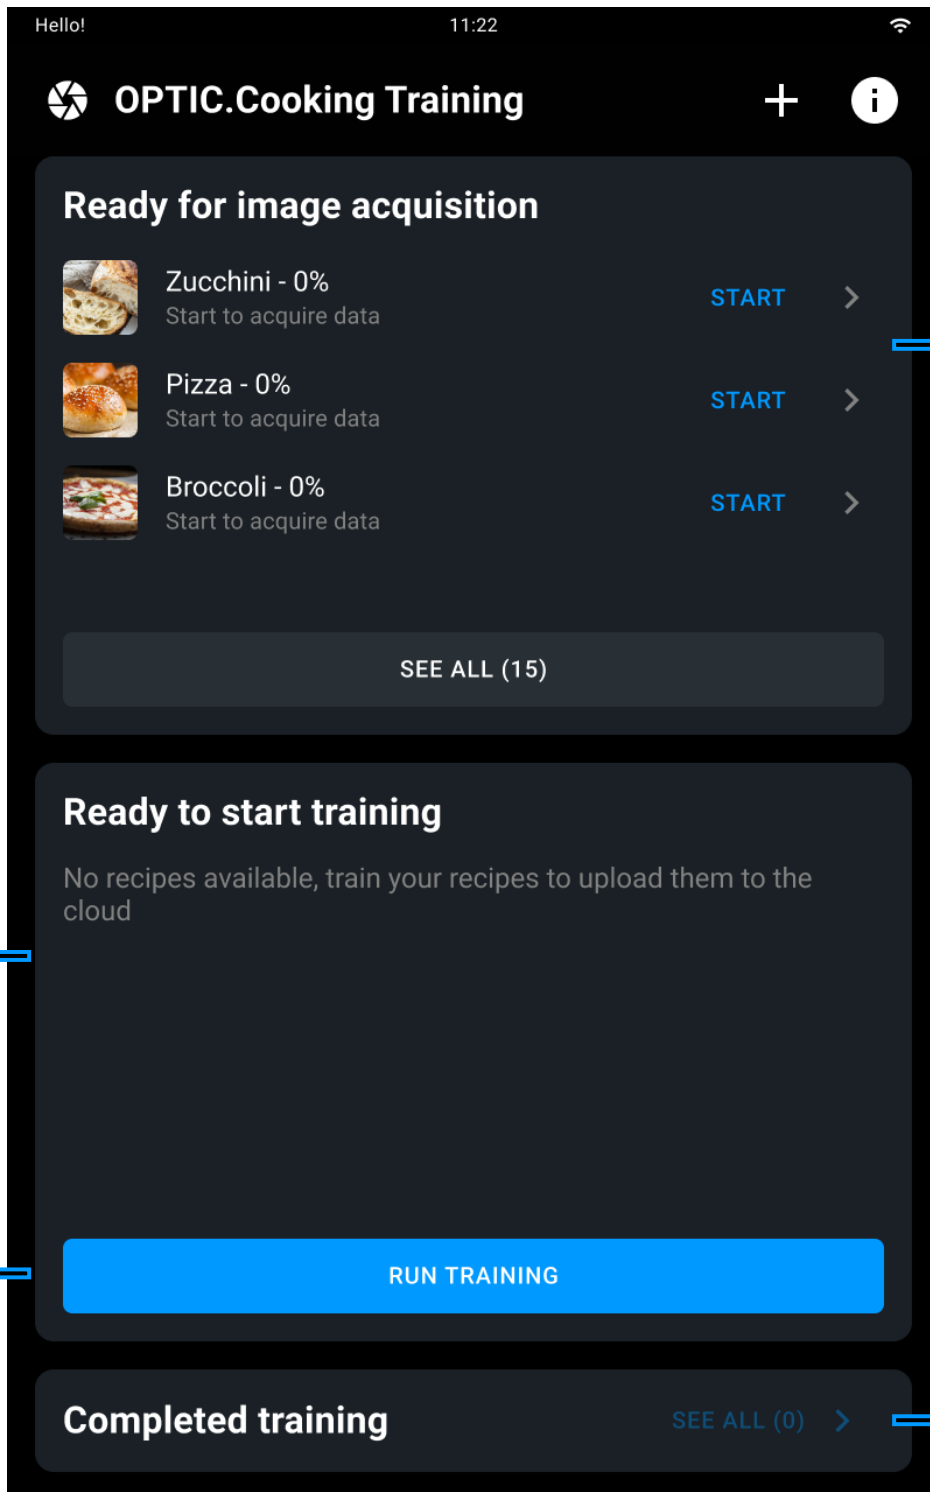 Hello!
11:22
OPTIC.Cooking Training
Ready for image acquisition
Zucchini - 0%
Start to acquire data
START
Pizza - 0%
Start to acquire data
START
Broccoli - 0%
Start to acquire data
START
SEE ALL (15)
Ready to start training
No recipes available, train your recipes to upload them to the
cloud
RUN TRAINING
Completed training
SEE ALL (0)